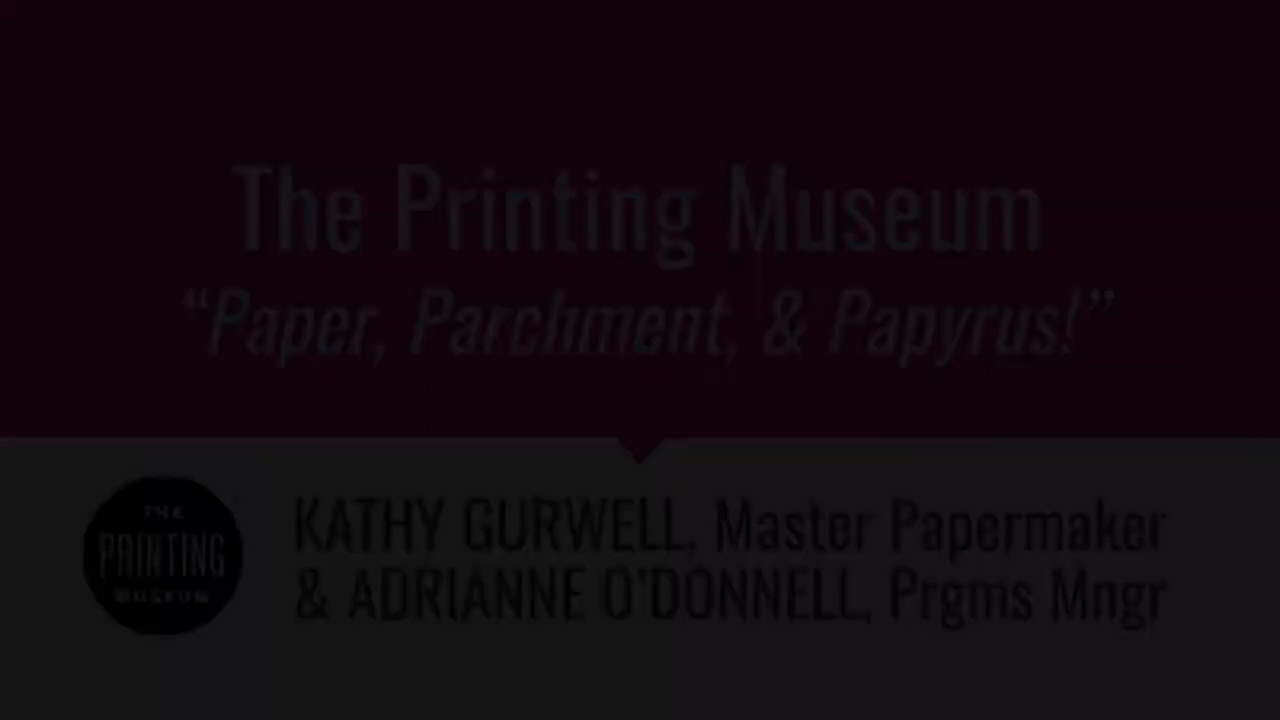 The Printing Museum
“Paper, Parchment, & Papyrus!”
THE
PRINTING
MUSEUM
KATHY GURWELL, Master Papermaker
& ADRIANNE O'DONNELL, Prgms Mngr